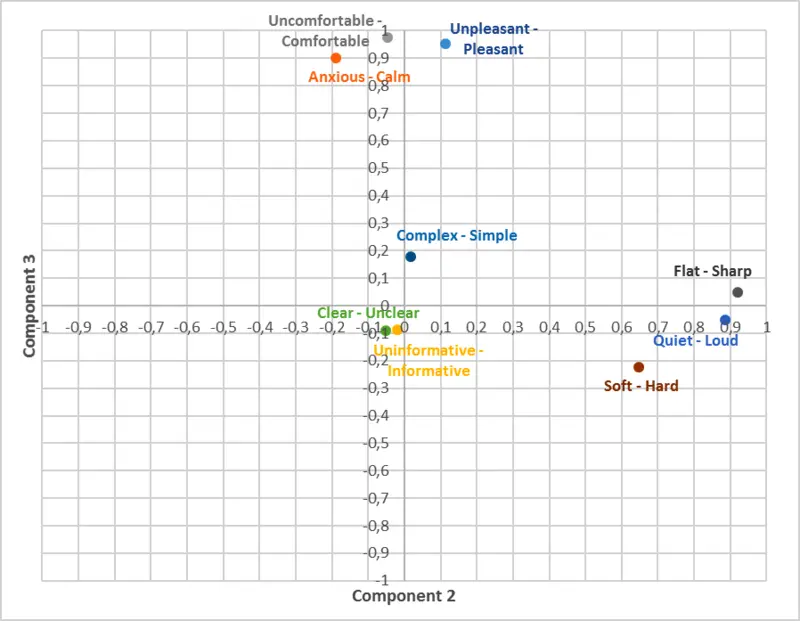 Uncomfortable -
Comfortable
Unpleasant -
Pleasant
Anxious - Calm
1
0,9
0,8
0,7
0,6
0,5
0,4
0,3
0,2
0,1
0
-0,1
-0,2
-0,3
-0,4
-0,5
-0,6
-0,7
-0,8
-0,9
-1
Complex - Simple
Flat - Sharp
Clear - Unclear
-1 -0,9 -0,8 -0,7 -0,6 -0,5 -0,4 -0,3 -0,2 -0,1 0 0,1 0,2 0,3 0,4 0,5 0,6 0,7 0,8 0,9 1
Quiet - Loud
Uninformative -
Informative
Soft - Hard
Component 3
Component 2